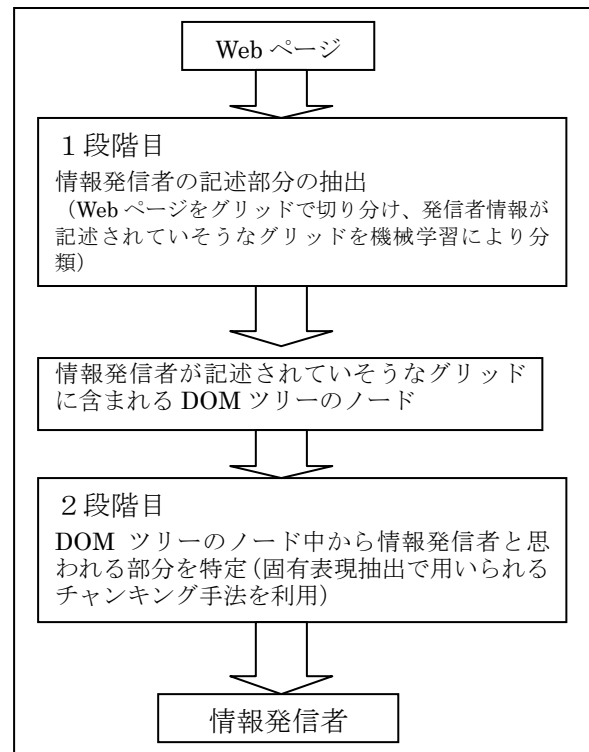 Web ページ
１段階目
情報発信者の記述部分の抽出
（Web ページをグリッドで切り分け、発信者情報が
記述されていそうなグリッドを機械学習により分
類）
情報発信者が記述されていそうなグリッド
に含まれる DOM ツリーのノード
２段階目
DOM ツリーのノード中から情報発信者と思
われる部分を特定（固有表現抽出で用いられる
チャンキング手法を利用）
情報発信者